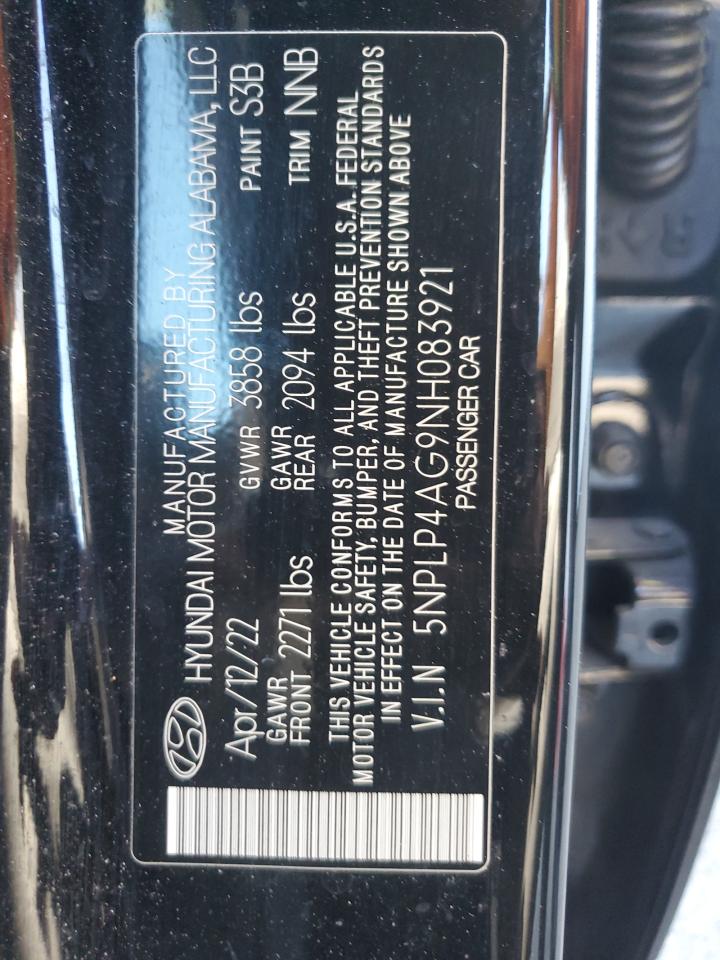 MANUFACTURED BY
HYUNDAI MOTOR MANUFACTURING ALABAMA, LLC
Apr/12/22 GVWR 3858 lbs PAINT S3B
GAWR FRONT 2271 lbs GAWR REAR 2094 lbs TRIM NNB
THIS VEHICLE CONFORMS TO ALL APPLICABLE U.S.A. FEDERAL
MOTOR VEHICLE SAFETY, BUMPER, AND THEFT PREVENTION STANDARDS
IN EFFECT ON THE DATE OF MANUFACTURE SHOWN ABOVE
V.I.N 5NPLP4AG9NH083921
PASSENGER CAR